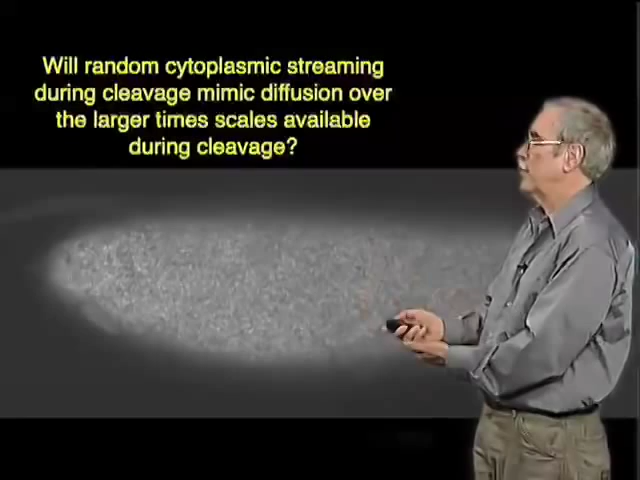 Will random cytoplasmic streaming
during cleavage mimic diffusion over
the larger times scales available
during cleavage?